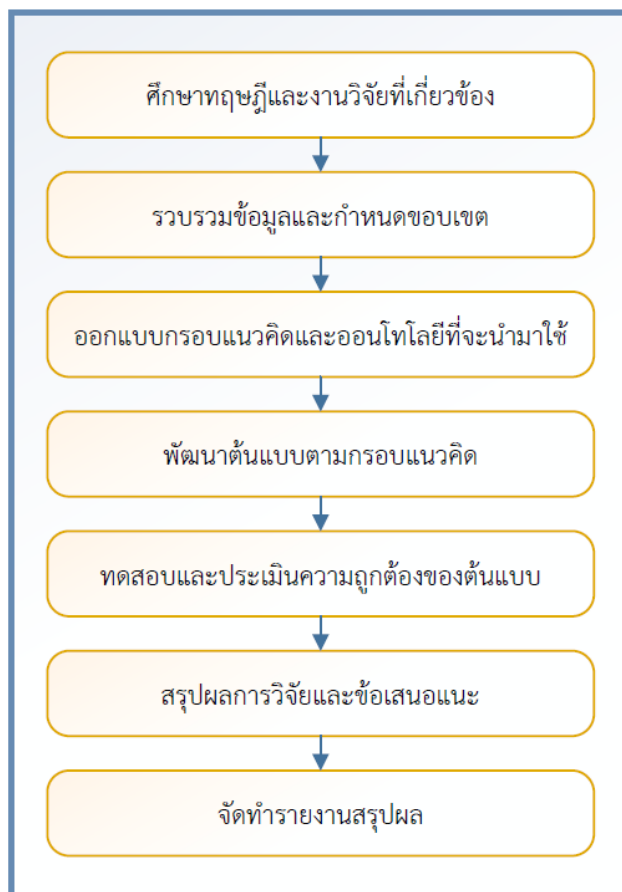 ศึกษาทฤษฎีและงานวิจัยที่เกี่ยวข้อง
รวบรวมข้อมูลและกำหนดขอบเขต
ออกแบบกรอบแนวคิดและออนโทโลยีที่จะนำมาใช้
พัฒนาต้นแบบตามกรอบแนวคิด
ทดสอบและประเมินความถูกต้องของต้นแบบ
สรุปผลการวิจัยและข้อเสนอแนะ
จัดทำรายงานสรุปผล